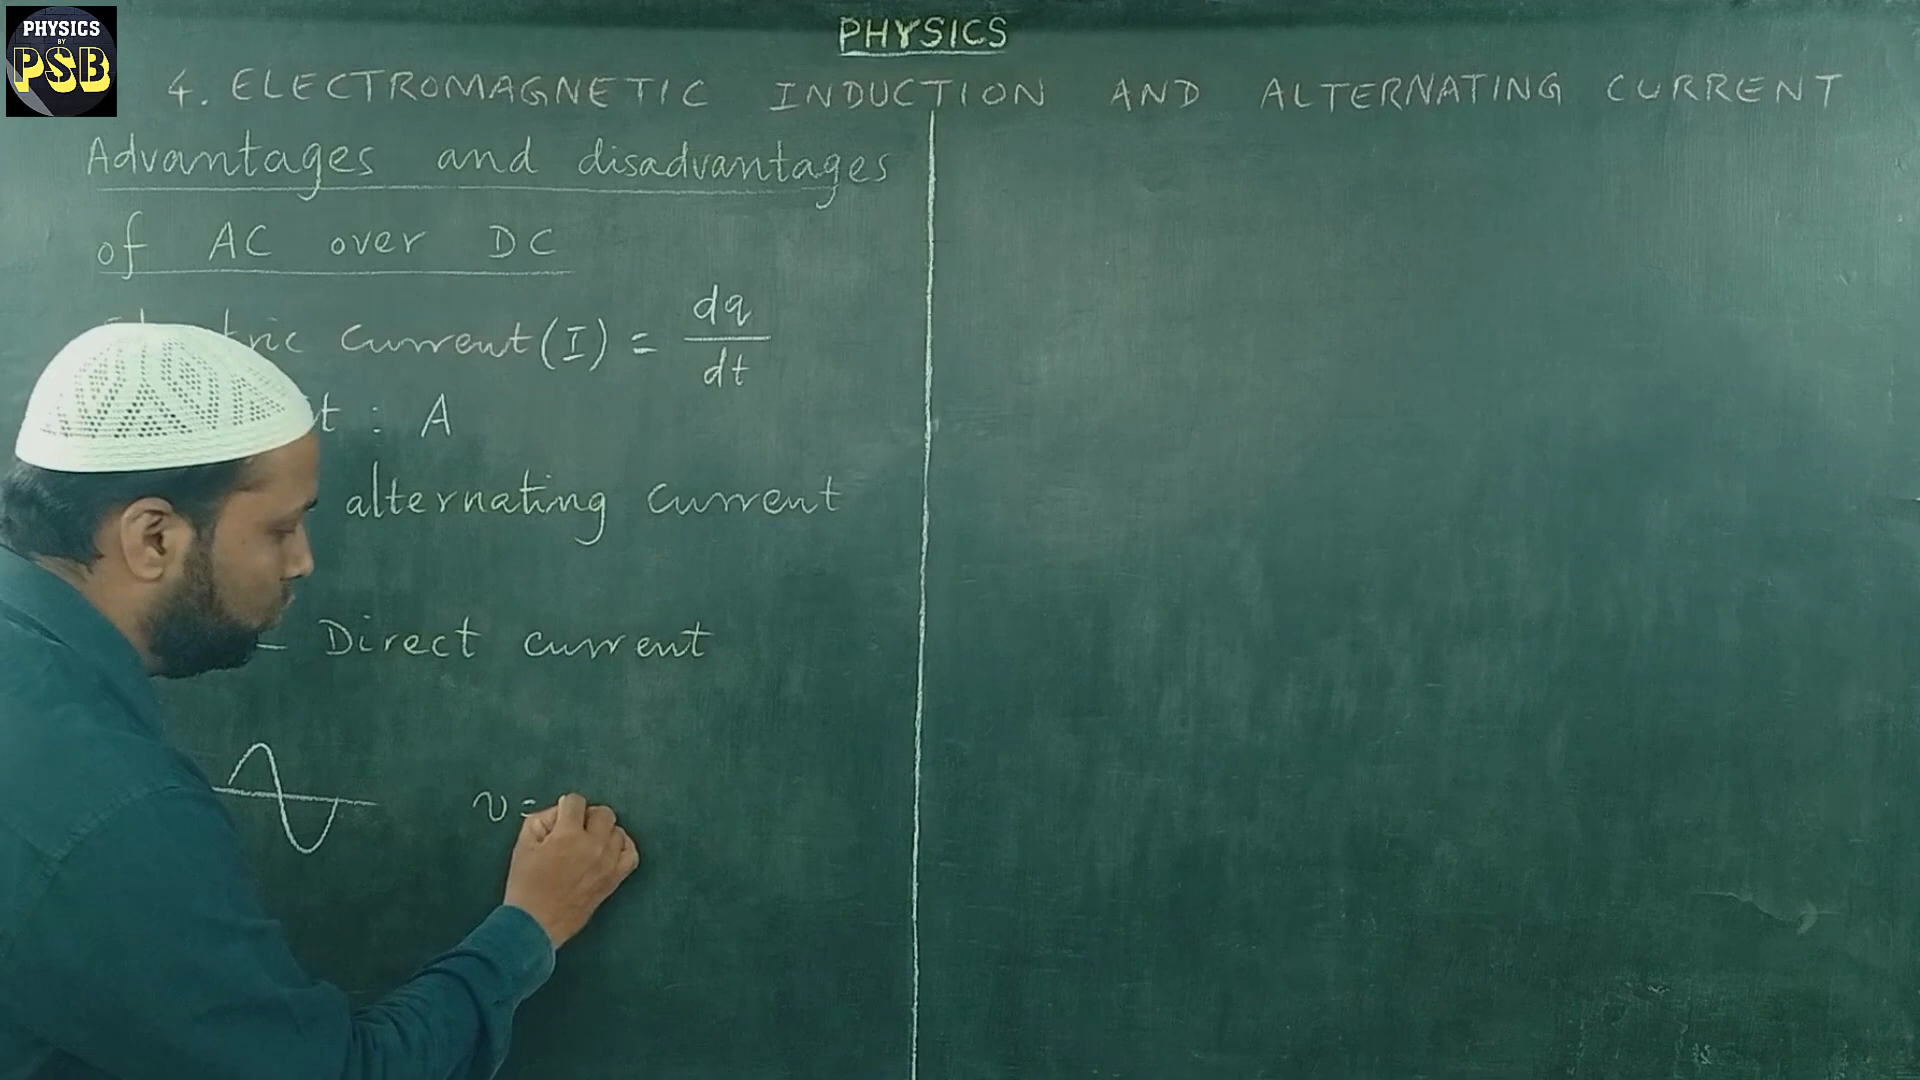 PHYSICS
BY
PSB
PHYSICS
4. ELECTROMAGNETIC INDUCTION AND ALTERNATING CURRENT
Advantages and disadvantages
of AC over DC
current (I) = dq/dt
: A
alternating current
– Direct current
v =